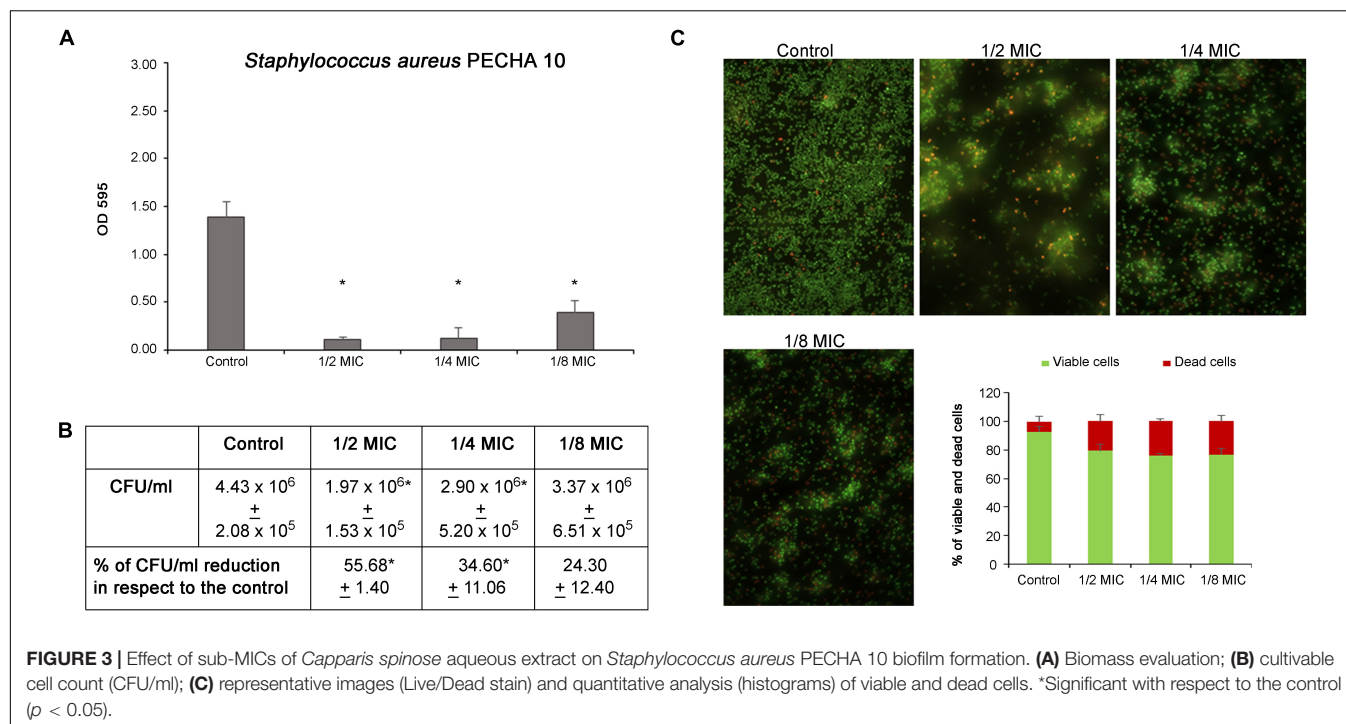 A
Staphylococcus aureus PECHA 10
3.00
2.50
2.00
1.50
1.00
0.50
0.00
OD 595
*
*
*
Control
1/2 MIC
1/4 MIC
1/8 MIC
B
Control
1/2 MIC
1/4 MIC
1/8 MIC
CFU/ml
4.43 x 10⁶
±
2.08 x 10⁵
1.97 x 10⁶*
±
1.53 x 10⁵
2.90 x 10⁶*
±
5.20 x 10⁵
3.37 x 10⁶
±
6.51 x 10⁵
% of CFU/ml reduction
in respect to the control
55.68*
± 1.40
34.60*
± 11.06
24.30
± 12.40
C
Control
1/2 MIC
1/4 MIC
1/8 MIC
Viable cells
Dead cells
120
100
80
60
40
20
0
% of viable and dead cells
Control
1/2 MIC
1/4 MIC
1/8 MIC
FIGURE 3 | Effect of sub-MICs of Capparis spinose aqueous extract on Staphylococcus aureus PECHA 10 biofilm formation. (A) Biomass evaluation; (B) cultivable
cell count (CFU/ml); (C) representative images (Live/Dead stain) and quantitative analysis (histograms) of viable and dead cells. *Significant with respect to the control
(p < 0.05).